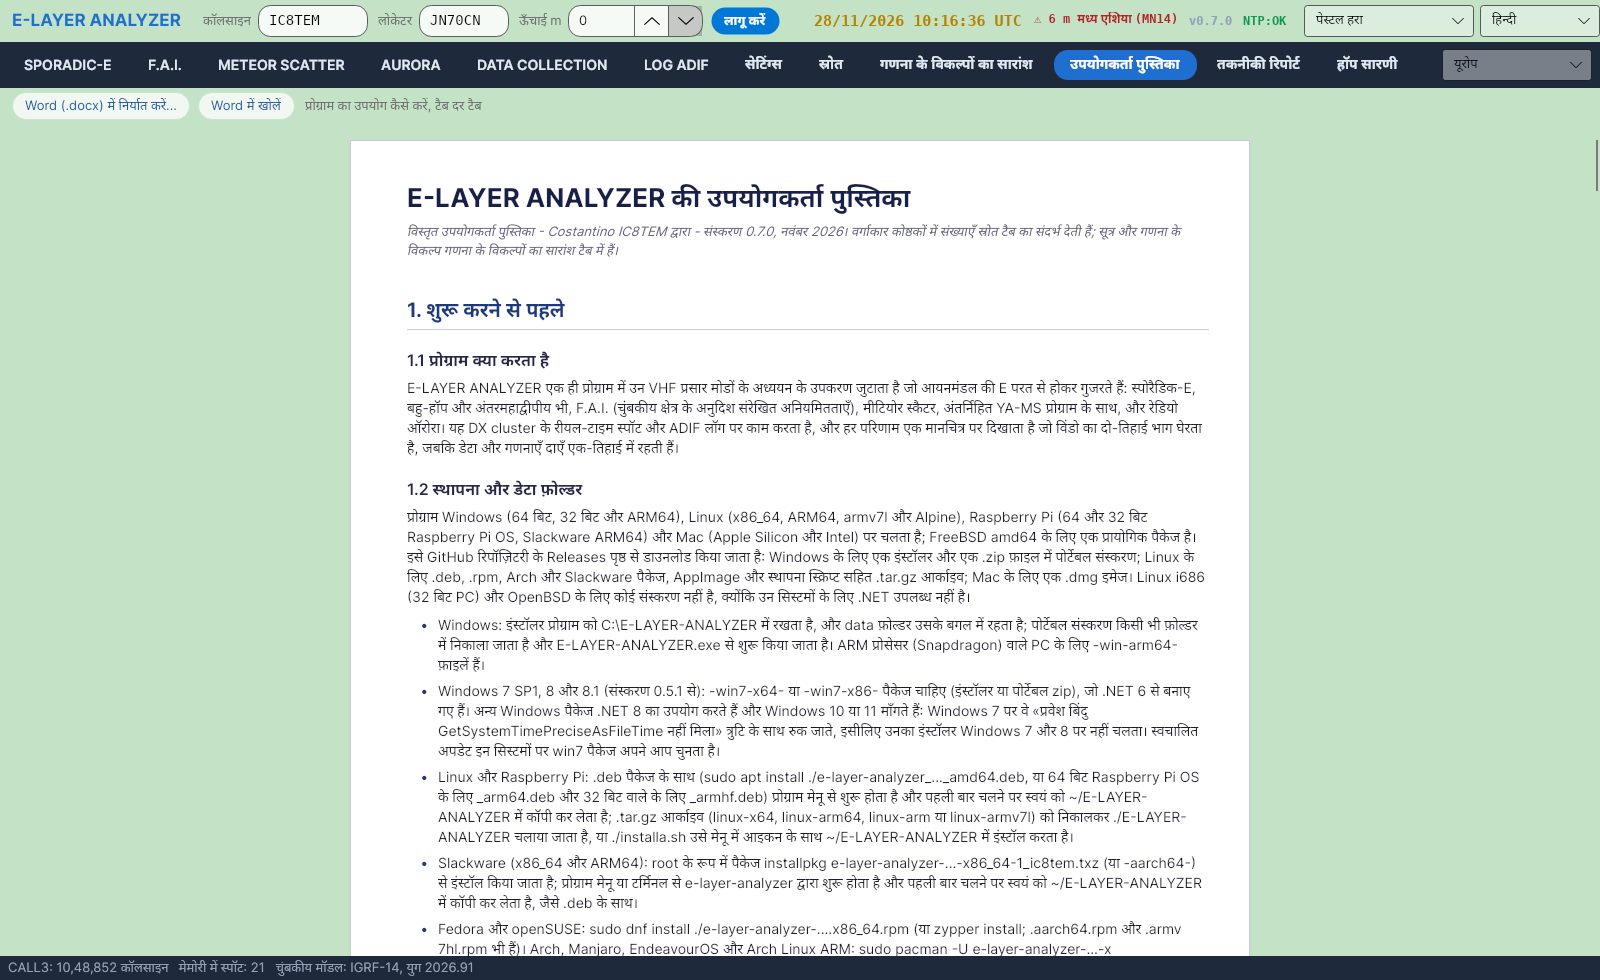 E-LAYER ANALYZER कॉलसाइन IC8TEM लोकेटर JN70CN ऊँचाई m 0 लागू करें 28/11/2026 10:16:36 UTC ⚠ 6 m मध्य एशिया (MN14) v0.7.0 NTP:OK पेस्टल हरा हिन्दी
SPORADIC-E F.A.I. METEOR SCATTER AURORA DATA COLLECTION LOG ADIF सेटिंग्स स्रोत गणना के विकल्पों का सारांश उपयोगकर्ता पुस्तिका तकनीकी रिपोर्ट हॉप सारणी यूरोप
Word (.docx) में निर्यात करें... Word में खोलें प्रोग्राम का उपयोग कैसे करें, टैब दर टैब
E-LAYER ANALYZER की उपयोगकर्ता पुस्तिका
विस्तृत उपयोगकर्ता पुस्तिका - Costantino IC8TEM द्वारा - संस्करण 0.7.0, नवंबर 2026। वर्गाकार कोष्ठकों में संख्याएँ स्रोत टैब का संदर्भ देती हैं; सूत्र और गणना के
विकल्प गणना के विकल्पों का सारांश टैब में हैं।
1. शुरू करने से पहले
1.1 प्रोग्राम क्या करता है
E-LAYER ANALYZER एक ही प्रोग्राम में उन VHF प्रसार मोडों के अध्ययन के उपकरण जुटाता है जो आयनमंडल की E परत से होकर गुजरते हैं: स्पोरैडिक-E,
बहु-हॉप और अंतरमहाद्वीपीय भी, F.A.I. (चुंबकीय क्षेत्र के अनुदिश संरेखित अनियमितताएँ), मीटियोर स्कैटर, अंतर्निहित YA-MS प्रोग्राम के साथ, और रेडियो
ऑरोरा। यह DX cluster के रीयल-टाइम स्पॉट और ADIF लॉग पर काम करता है, और हर परिणाम एक मानचित्र पर दिखाता है जो विंडो का दो-तिहाई भाग घेरता
है, जबकि डेटा और गणनाएँ दाएँ एक-तिहाई में रहती हैं।
1.2 स्थापना और डेटा फ़ोल्डर
प्रोग्राम Windows (64 बिट, 32 बिट और ARM64), Linux (x86_64, ARM64, armv7l और Alpine), Raspberry Pi (64 और 32 बिट
Raspberry Pi OS, Slackware ARM64) और Mac (Apple Silicon और Intel) पर चलता है; FreeBSD amd64 के लिए एक प्रायोगिक पैकेज है।
इसे GitHub रिपॉज़िटरी के Releases पृष्ठ से डाउनलोड किया जाता है: Windows के लिए एक इंस्टॉलर और एक .zip फ़ाइल में पोर्टेबल संस्करण; Linux के
लिए .deb, .rpm, Arch और Slackware पैकेज, AppImage और स्थापना स्क्रिप्ट सहित .tar.gz आर्काइव; Mac के लिए एक .dmg इमेज। Linux i686
(32 बिट PC) और OpenBSD के लिए कोई संस्करण नहीं है, क्योंकि उन सिस्टमों के लिए .NET उपलब्ध नहीं है।
• Windows: इंस्टॉलर प्रोग्राम को C:\E-LAYER-ANALYZER में रखता है, और data फ़ोल्डर उसके बगल में रहता है; पोर्टेबल संस्करण किसी भी फ़ोल्डर
में निकाला जाता है और E-LAYER-ANALYZER.exe से शुरू किया जाता है। ARM प्रोसेसर (Snapdragon) वाले PC के लिए -win-arm64-
फ़ाइलें हैं।
• Windows 7 SP1, 8 और 8.1 (संस्करण 0.5.1 से): -win7-x64- या -win7-x86- पैकेज चाहिए (इंस्टॉलर या पोर्टेबल zip), जो .NET 6 से बनाए
गए हैं। अन्य Windows पैकेज .NET 8 का उपयोग करते हैं और Windows 10 या 11 माँगते हैं: Windows 7 पर वे «प्रवेश बिंदु
GetSystemTimePreciseAsFileTime नहीं मिला» त्रुटि के साथ रुक जाते, इसीलिए उनका इंस्टॉलर Windows 7 और 8 पर नहीं चलता। स्वचालित
अपडेट इन सिस्टमों पर win7 पैकेज अपने आप चुनता है।
• Linux और Raspberry Pi: .deb पैकेज के साथ (sudo apt install ./e-layer-analyzer_..._amd64.deb, या 64 बिट Raspberry Pi OS
के लिए _arm64.deb और 32 बिट वाले के लिए _armhf.deb) प्रोग्राम मेनू से शुरू होता है और पहली बार चलने पर स्वयं को ~/E-LAYER-
ANALYZER में कॉपी कर लेता है; .tar.gz आर्काइव (linux-x64, linux-arm64, linux-arm या linux-armv7l) को निकालकर ./E-LAYER-
ANALYZER चलाया जाता है, या ./installa.sh उसे मेनू में आइकन के साथ ~/E-LAYER-ANALYZER में इंस्टॉल करता है।
• Slackware (x86_64 और ARM64): root के रूप में पैकेज installpkg e-layer-analyzer-...-x86_64-1_ic8tem.txz (या -aarch64-)
से इंस्टॉल किया जाता है; प्रोग्राम मेनू या टर्मिनल से e-layer-analyzer द्वारा शुरू होता है और पहली बार चलने पर स्वयं को ~/E-LAYER-ANALYZER
में कॉपी कर लेता है, जैसे .deb के साथ।
• Fedora और openSUSE: sudo dnf install ./e-layer-analyzer-....x86_64.rpm (या zypper install; .aarch64.rpm और .armv
7hl.rpm भी हैं)। Arch, Manjaro, EndeavourOS और Arch Linux ARM: sudo pacman -U e-layer-analyzer-...-x
CALL3: 10,48,852 कॉलसाइन मेमोरी में स्पॉट: 21 चुंबकीय मॉडल: IGRF-14, युग 2026.91